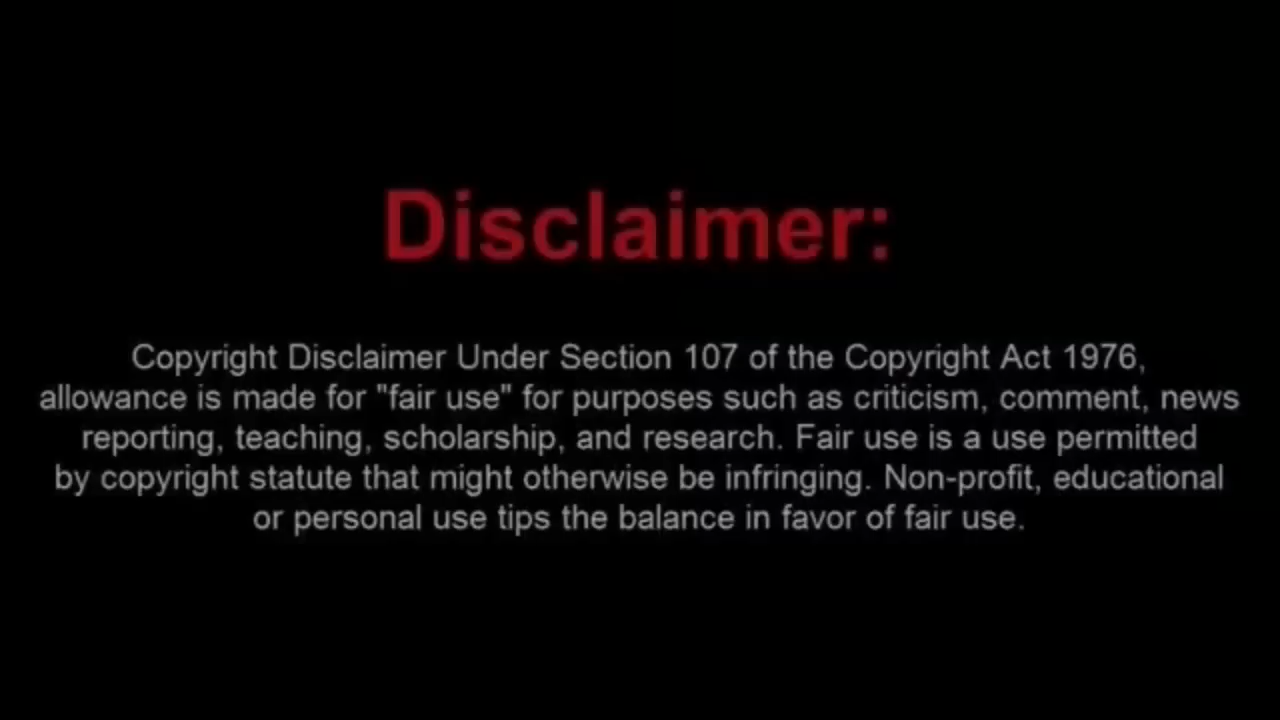 Disclaimer:
Copyright Disclaimer Under Section 107 of the Copyright Act 1976,
allowance is made for "fair use" for purposes such as criticism, comment, news
reporting, teaching, scholarship, and research. Fair use is a use permitted
by copyright statute that might otherwise be infringing. Non-profit, educational
or personal use tips the balance in favor of fair use.